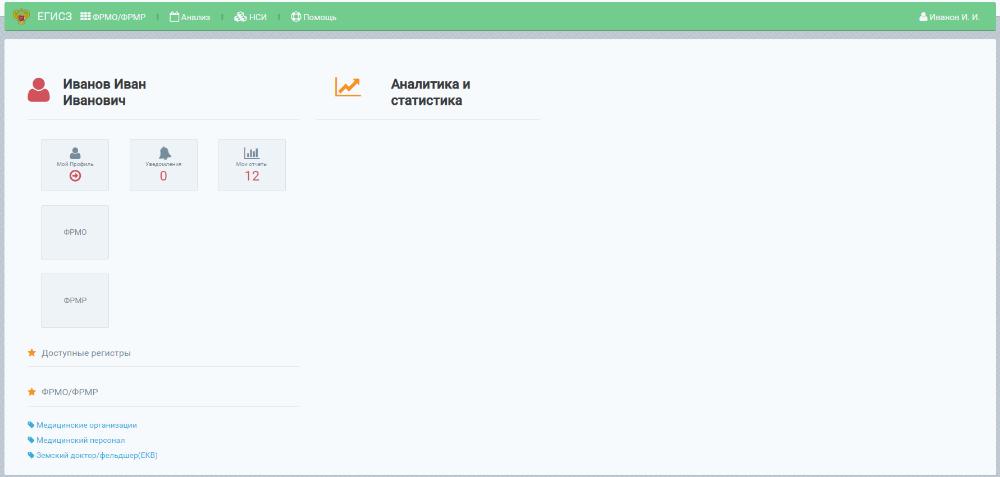 ЕГИСЗ ФРМО/ФРМР Анализ НСИ Помощь Иванов И. И.
Иванов Иван
Иванович
Аналитика и
статистика
Мой Профиль
Уведомления
0
Мои отчеты
12
ФРМО
ФРМР
Доступные регистры
ФРМО/ФРМР
Медицинские организации
Медицинский персонал
Земский доктор/фельдшер(ЕКВ)